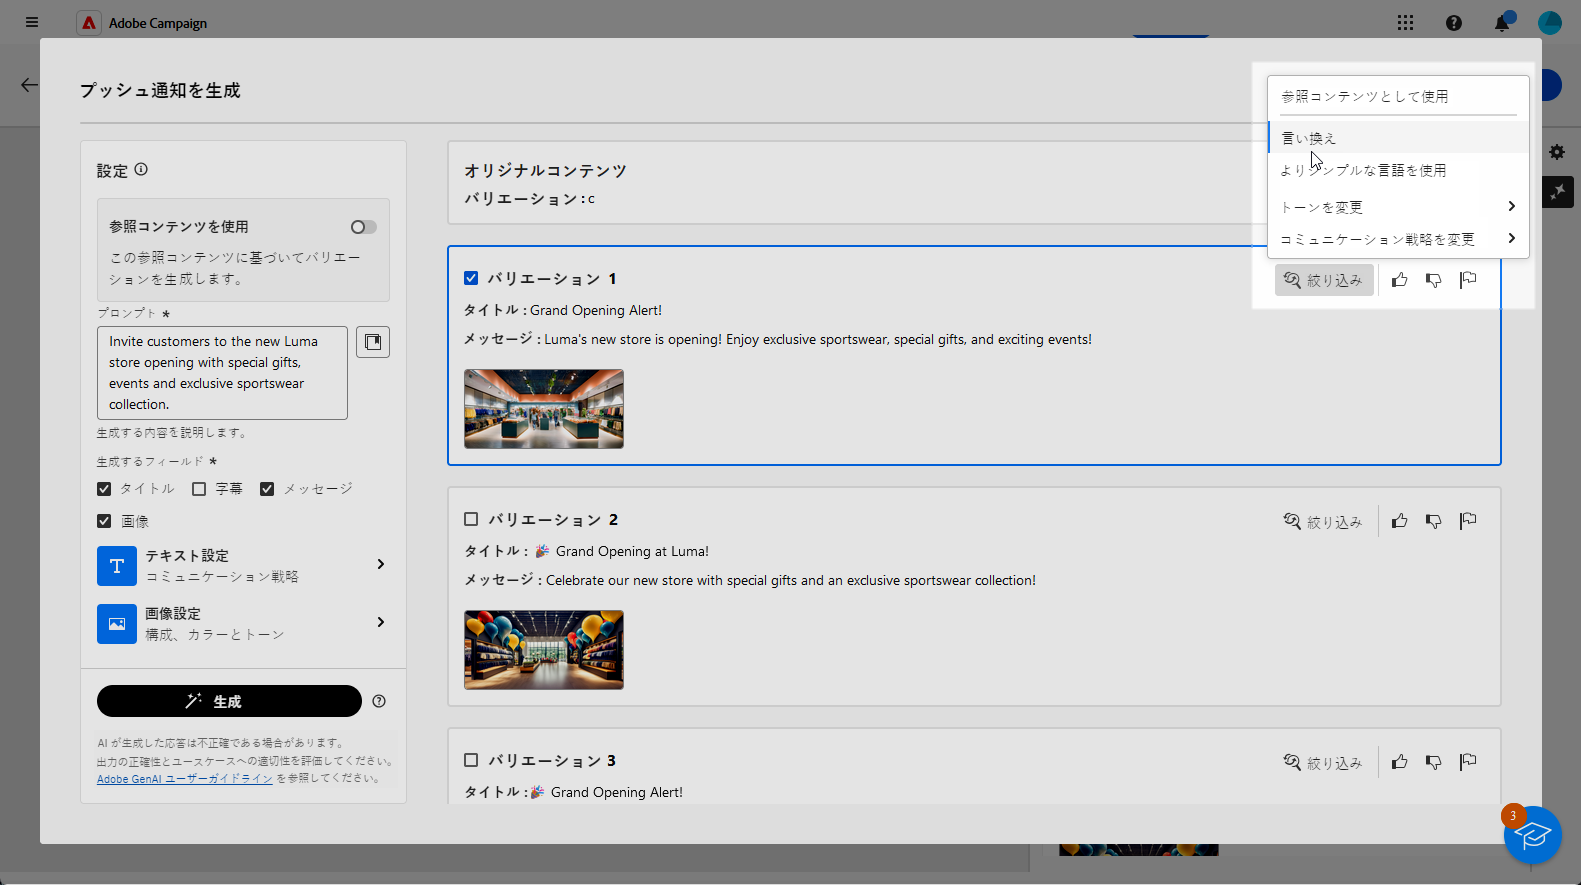 Adobe Campaign
プッシュ通知を生成
設定
参照コンテンツを使用
この参照コンテンツに基づいてバリエー
ションを生成します。
プロンプト *
Invite customers to the new Luma
store opening with special gifts,
events and exclusive sportswear
collection.
生成する内容を説明します。
生成するフィールド *
タイトル 字幕 メッセージ
画像
T テキスト設定
コミュニケーション戦略
画像設定
構成、カラーとトーン
生成
AI が生成した応答は不正確である場合があります。
出力の正確性とユースケースへの適切性を評価してください。
Adobe GenAI ユーザーガイドライン を参照してください。
オリジナルコンテンツ
バリエーション : c
参照コンテンツとして使用
言い換え
よりシンプルな言語を使用
トーンを変更
コミュニケーション戦略を変更
バリエーション 1
絞り込み
タイトル : Grand Opening Alert!
メッセージ : Luma's new store is opening! Enjoy exclusive sportswear, special gifts, and exciting events!
バリエーション 2
絞り込み
タイトル : 🎉 Grand Opening at Luma!
メッセージ : Celebrate our new store with special gifts and an exclusive sportswear collection!
バリエーション 3
絞り込み
タイトル : 🎉 Grand Opening Alert!
3